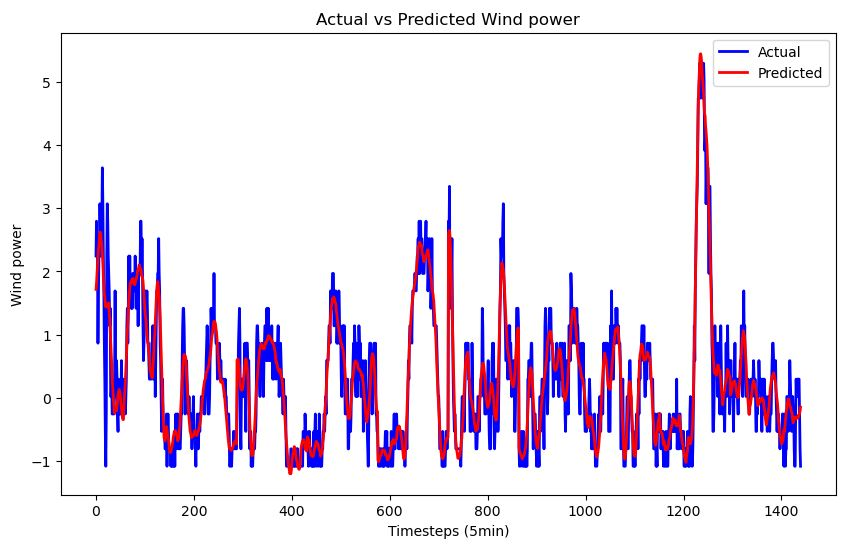 Actual vs Predicted Wind power
Actual
Predicted
Wind power
5
4
3
2
1
0
−1
0 200 400 600 800 1000 1200 1400
Timesteps (5min)